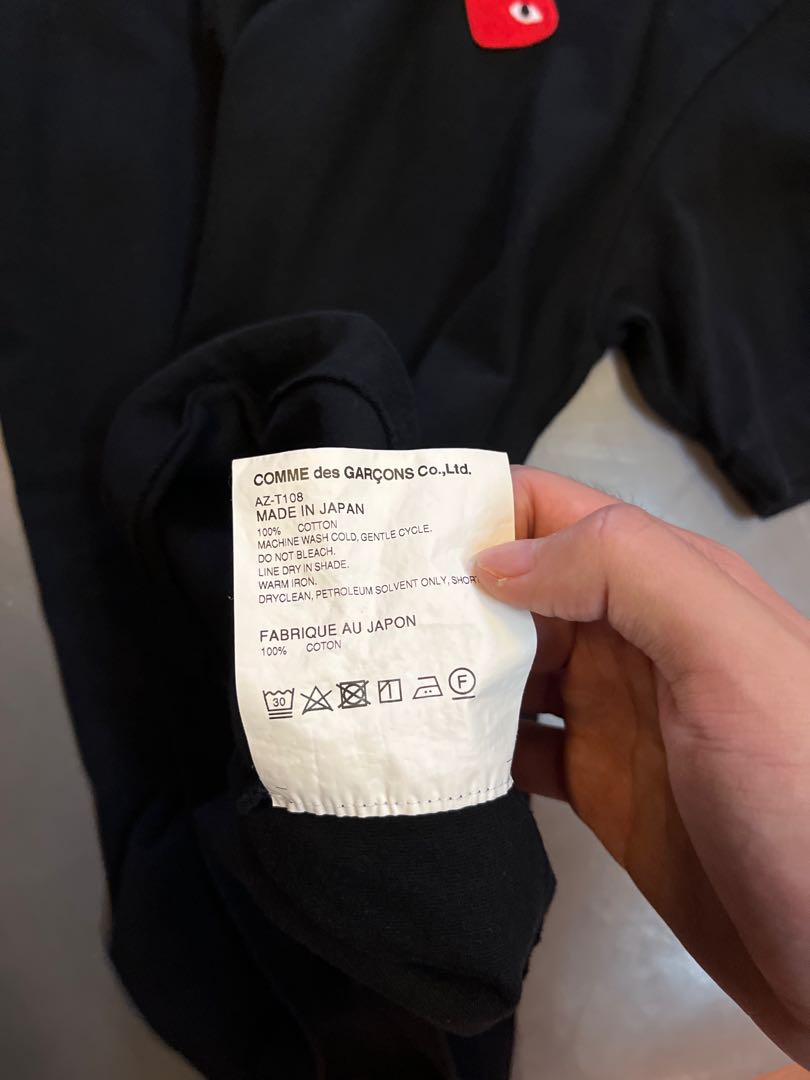 COMME des GARÇONS Co.,Ltd.
AZ-T108
MADE IN JAPAN
100% COTTON
MACHINE WASH COLD, GENTLE CYCLE.
DO NOT BLEACH.
LINE DRY IN SHADE.
WARM IRON.
DRYCLEAN, PETROLEUM SOLVENT ONLY,
FABRIQUE AU JAPON
100% COTON
30 F